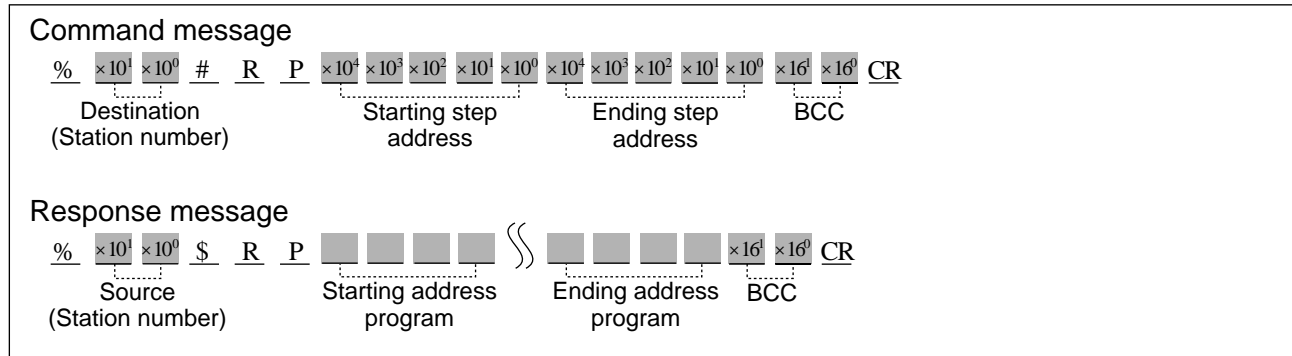 Command message
% ×10¹ ×10⁰ # R P ×10⁴ ×10³ ×10² ×10¹ ×10⁰ ×10⁴ ×10³ ×10² ×10¹ ×10⁰ ×16¹ ×16⁰ CR
Destination Starting step Ending step BCC
(Station number) address address
Response message
% ×10¹ ×10⁰ $ R P ×16¹ ×16⁰ CR
Source Starting address Ending address BCC
(Station number) program program